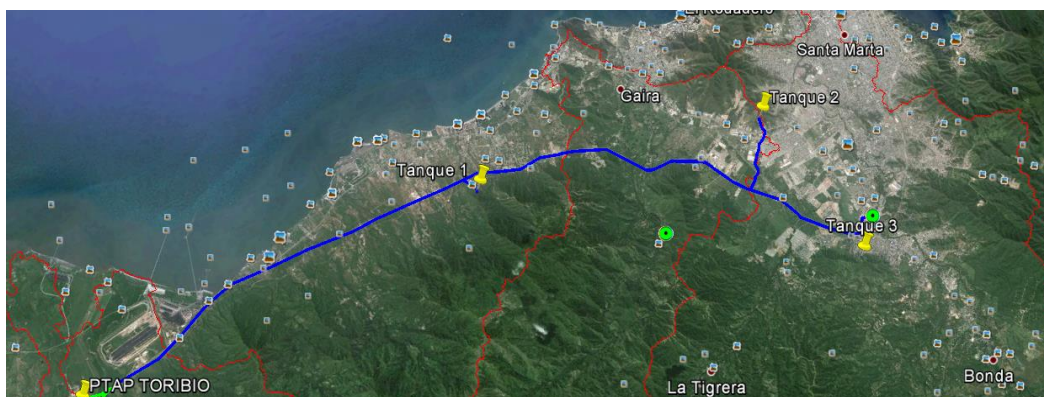 El Rodadero
Santa Marta
Gaira
Tanque 2
Tanque 1
Tanque 3
PTAP TORIBIO
La Tigrera
Bonda